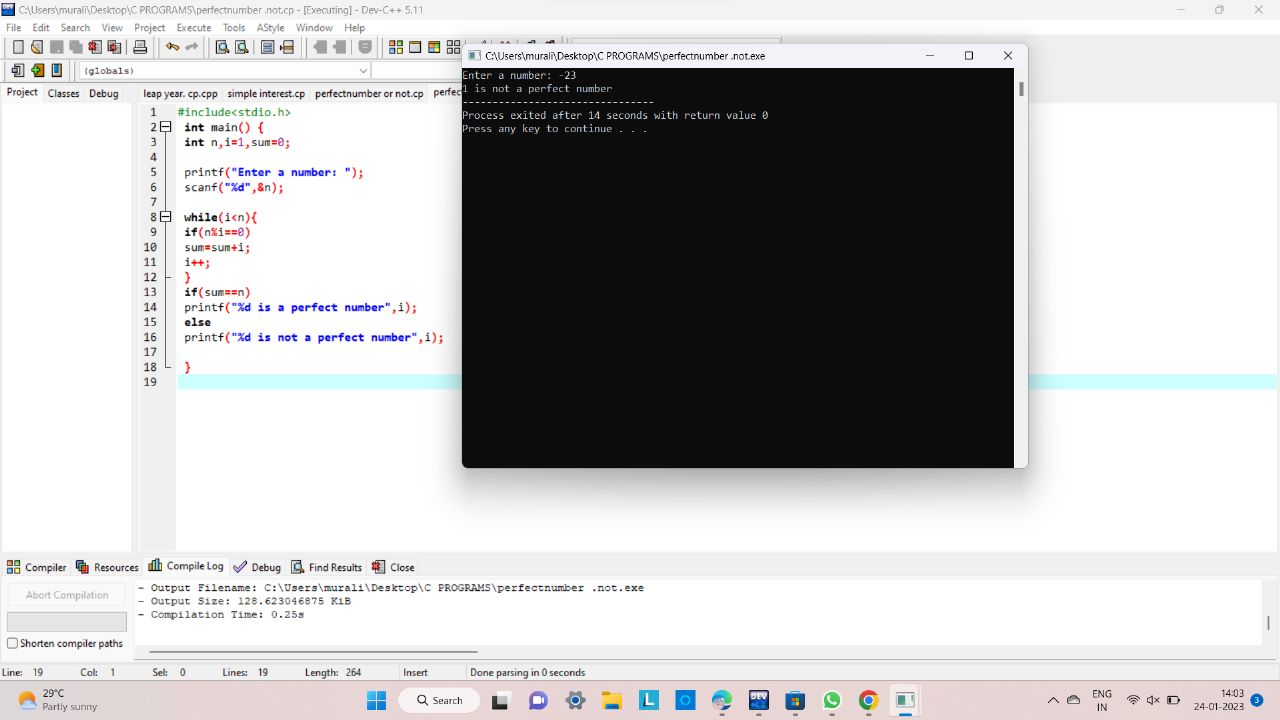 C:\Users\murali\Desktop\C PROGRAMS\perfectnumber .not.cp - [Executing] - Dev-C++ 5.11
File Edit Search View Project Execute Tools AStyle Window Help
(globals)
Project Classes Debug
leap year. cp.cpp simple interest.cp perfectnumber or not.cp perfec
1 #include<stdio.h>
2 int main() {
3 int n,i=1,sum=0;
4
5 printf("Enter a number: ");
6 scanf("%d",&n);
7
8 while(i<n){
9 if(n%i==0)
10 sum=sum+i;
11 i++;
12 }
13 if(sum==n)
14 printf("%d is a perfect number",i);
15 else
16 printf("%d is not a perfect number",i);
17
18 }
19
C:\Users\murali\Desktop\C PROGRAMS\perfectnumber .not.exe
Enter a number: -23
1 is not a perfect number
--------------------------------
Process exited after 14 seconds with return value 0
Press any key to continue . . .
Compiler Resources Compile Log Debug Find Results Close
Abort Compilation
Shorten compiler paths
- Output Filename: C:\Users\murali\Desktop\C PROGRAMS\perfectnumber .not.exe
- Output Size: 128.623046875 KiB
- Compilation Time: 0.25s
Line: 19 Col: 1 Sel: 0 Lines: 19 Length: 264 Insert Done parsing in 0 seconds
29°C
Partly sunny
Search
DEV
L
ENG
IN
14:03
24-01-2023
3